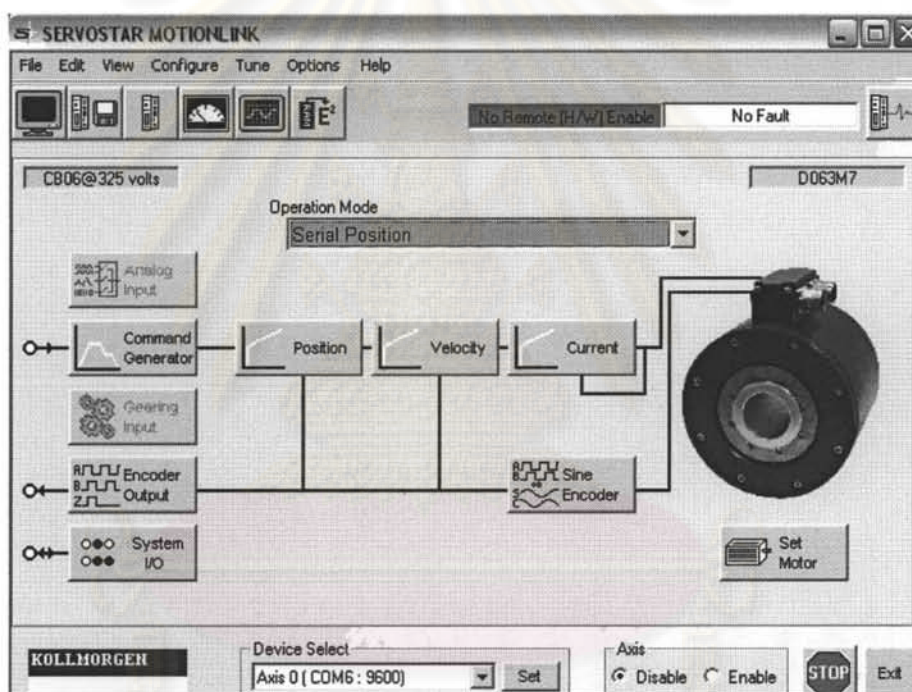 SERVOSTAR MOTIONLINK
File Edit View Configure Tune Options Help
No Remote (H/W) Enable No Fault
CB06@325 volts D063M7
Operation Mode
Serial Position
Analog
Input
Command
Generator
Position Velocity Current
Gearing
Input
A
B
Z
Encoder
Output
A
B
Sine
Encoder
System
I/O
Set
Motor
KOLLMORGEN
Device Select
Axis 0 ( COM6 : 9600)
Set
Axis
Disable Enable
STOP
Exit